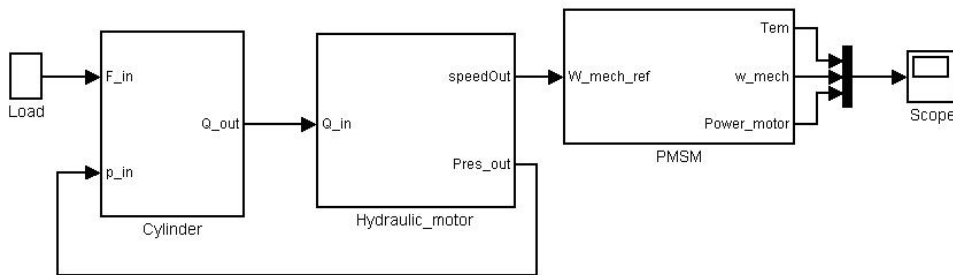 Load
F_in
p_in
Q_out
Cylinder
Q_in
speedOut
Pres_out
Hydraulic_motor
W_mech_ref
Tem
w_mech
Power_motor
PMSM
Scope